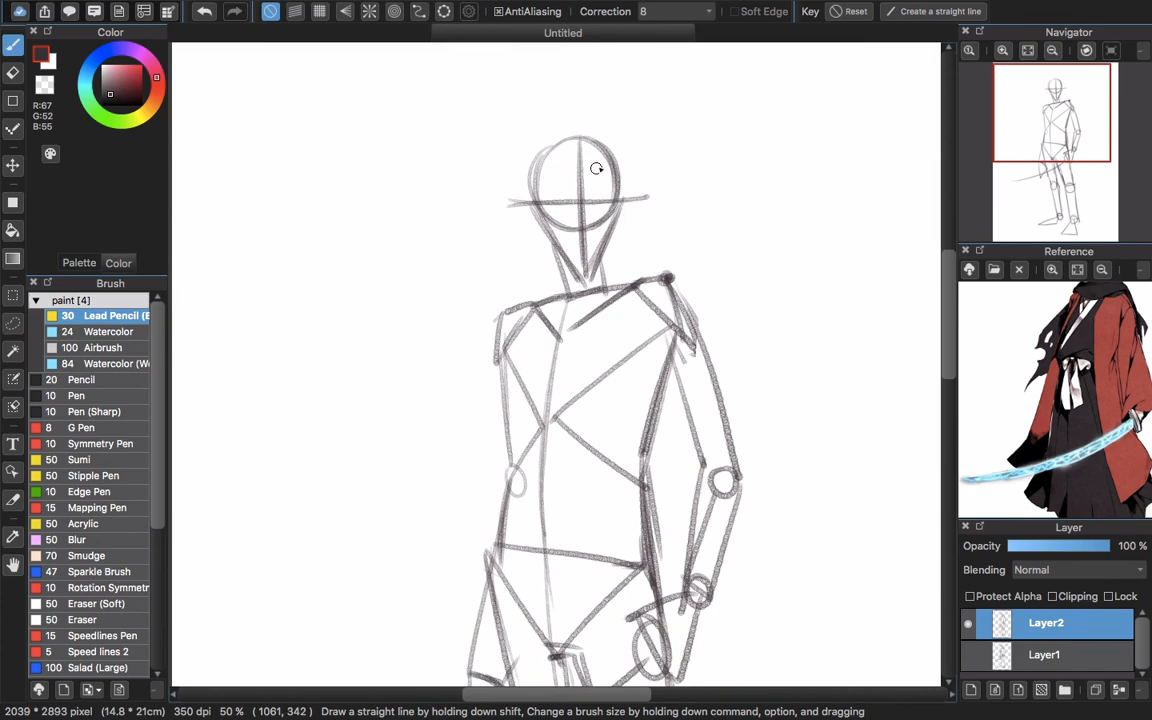 AntiAliasing Correction 8 Soft Edge Key Reset Create a straight line
Color
Untitled
Navigator
R:67
G:52
B:55
Palette Color
Brush
paint [4]
30 Lead Pencil (B
24 Watercolor
100 Airbrush
84 Watercolor (W
20 Pencil
10 Pen
10 Pen (Sharp)
8 G Pen
10 Symmetry Pen
50 Sumi
50 Stipple Pen
10 Edge Pen
15 Mapping Pen
50 Acrylic
50 Blur
70 Smudge
47 Sparkle Brush
10 Rotation Symmetr
50 Eraser (Soft)
50 Eraser
15 Speedlines Pen
5 Speed lines 2
100 Salad (Large)
Reference
Layer
Opacity 100 %
Blending Normal
Protect Alpha Clipping Lock
Layer2
Layer1
2039 * 2893 pixel (14.8 * 21cm) 350 dpi 50 % ( 1061, 342 ) Draw a straight line by holding down shift, Change a brush size by holding down command, option, and dragging